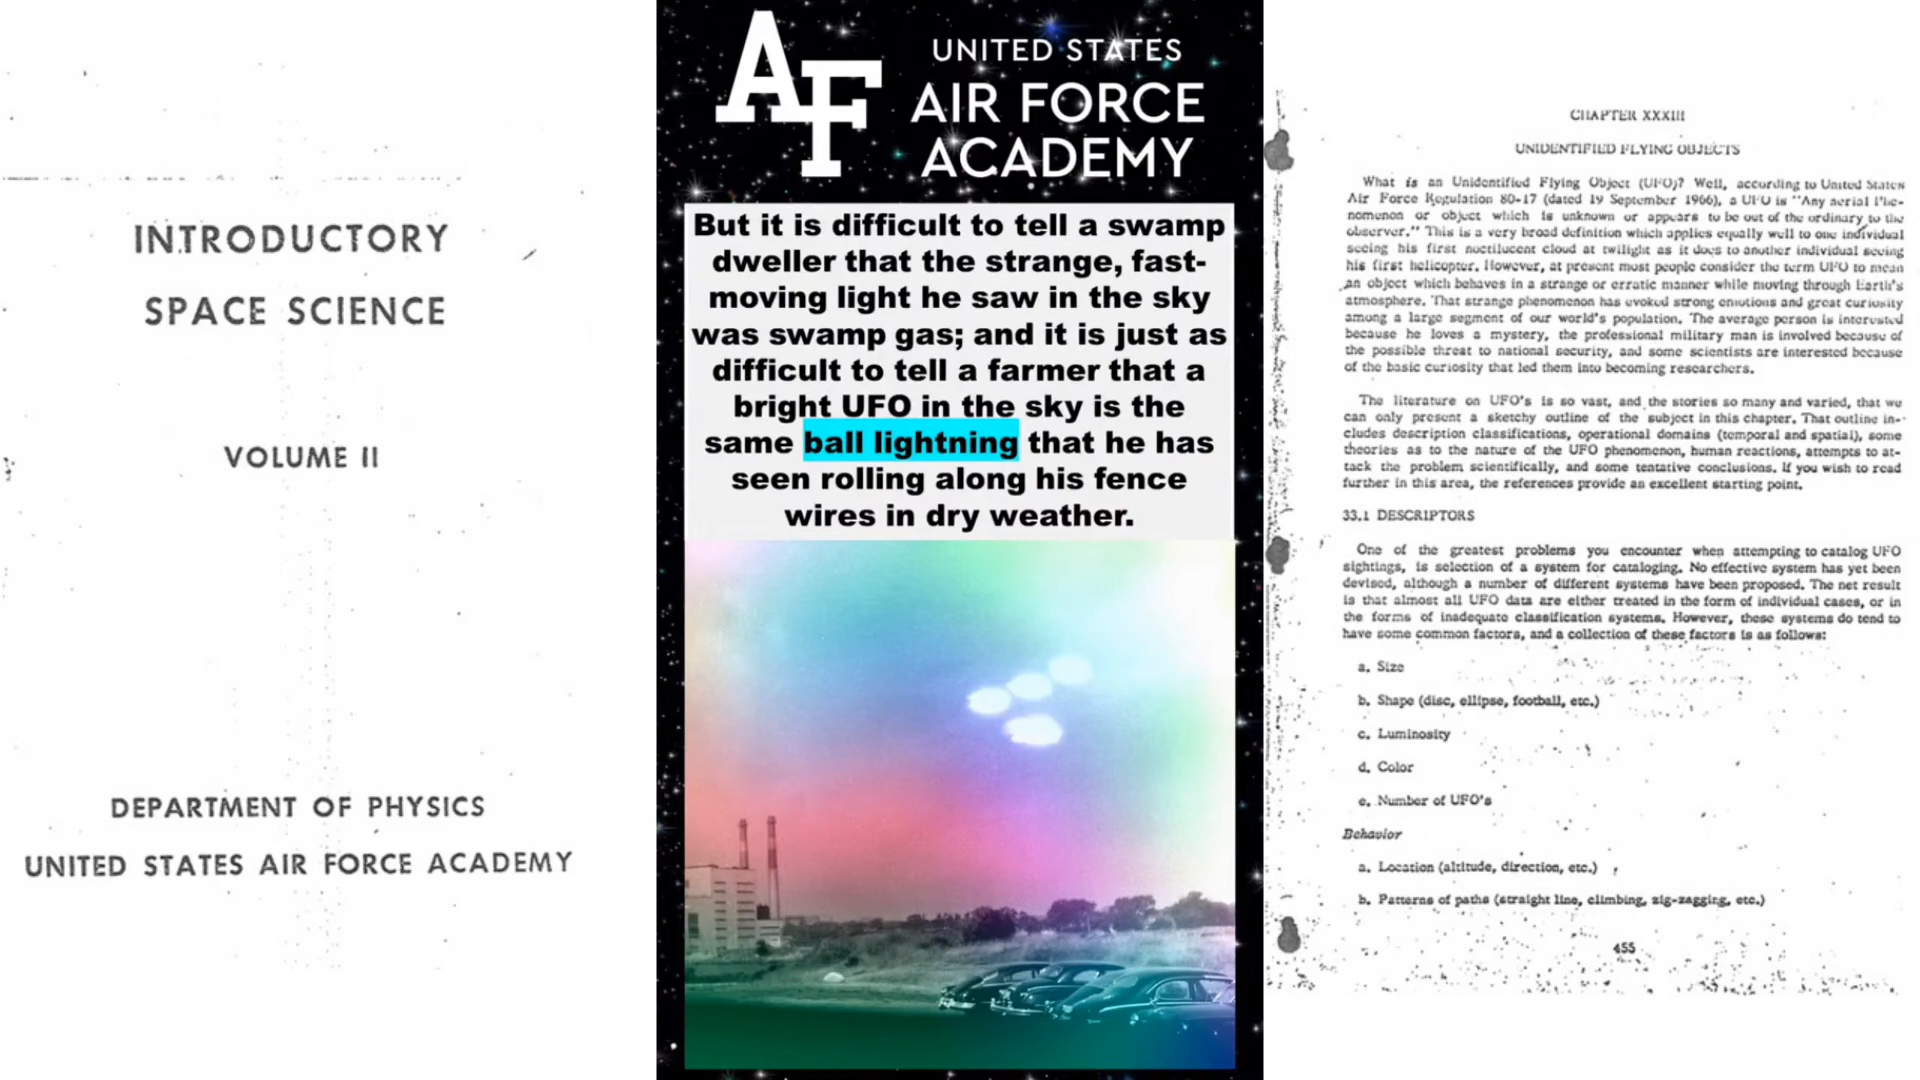 INTRODUCTORY
SPACE SCIENCE
VOLUME II
DEPARTMENT OF PHYSICS
UNITED STATES AIR FORCE ACADEMY
AF
UNITED STATES
AIR FORCE
ACADEMY
But it is difficult to tell a swamp
dweller that the strange, fast-
moving light he saw in the sky
was swamp gas; and it is just as
difficult to tell a farmer that a
bright UFO in the sky is the
same ball lightning that he has
seen rolling along his fence
wires in dry weather.
CHAPTER XXXIII
UNIDENTIFIED FLYING OBJECTS
What is an Unidentified Flying Object (UFO)? Well, according to United States
Air Force Regulation 80-17 (dated 19 September 1966), a UFO is "Any aerial Phe-
nomenon or object which is unknown or appears to be out of the ordinary to the
observer." This is a very broad definition which applies equally well to one individual
seeing his first noctilucent cloud at twilight as it does to another individual seeing
his first helicopter. However, at present most people consider the term UFO to mean
an object which behaves in a strange or erratic manner while moving through Earth's
atmosphere. That strange phenomenon has evoked strong emotions and great curiosity
among a large segment of our world's population. The average person is interested
because he loves a mystery, the professional military man is involved because of
the possible threat to national security, and some scientists are interested because
of the basic curiosity that led them into becoming researchers.
The literature on UFO's is so vast, and the stories so many and varied, that we
can only present a sketchy outline of the subject in this chapter. That outline in-
cludes description classifications, operational domains (temporal and spatial), some
theories as to the nature of the UFO phenomenon, human reactions, attempts to at-
tack the problem scientifically, and some tentative conclusions. If you wish to read
further in this area, the references provide an excellent starting point.
33.1 DESCRIPTORS
One of the greatest problems you encounter when attempting to catalog UFO
sightings, is selection of a system for cataloging. No effective system has yet been
devised, although a number of different systems have been proposed. The net result
is that almost all UFO data are either treated in the form of individual cases, or in
the forms of inadequate classification systems. However, these systems do tend to
have some common factors, and a collection of these factors is as follows:
a. Size
b. Shape (disc, ellipse, football, etc.)
c. Luminosity
d. Color
e. Number of UFO's
Behavior
a. Location (altitude, direction, etc.)
b. Patterns of paths (straight line, climbing, zig-zagging, etc.)
455